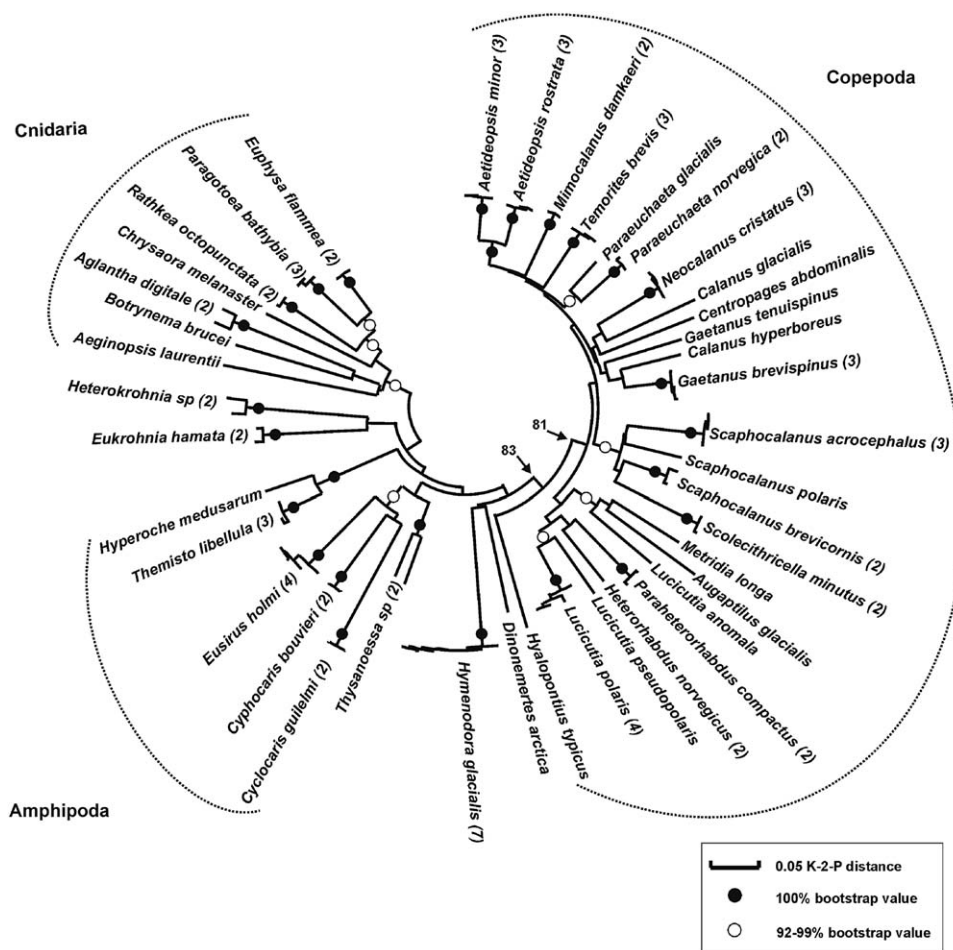 Copepoda
Cnidaria
Amphipoda
Euphysa flammea (2)
Paragotoea bathybia (3)
Rathkea octopunctata (2)
Chrysaora melanaster
Aglantha digitale (2)
Botrynema brucei
Aeginopsis laurentii
Heterokrohnia sp (2)
Eukrohnia hamata (2)
Hyperoche medusarum
Themisto libellula (3)
Eusirus holmi (4)
Cyphocaris bouvieri (2)
Cyclocaris guilelmi (2)
Thysanoessa sp (2)
Hymenodora glacialis (7)
Dinonemertes arctica
Hyalopontius typicus
Lucicutia polaris (4)
Lucicutia pseudopolaris
Heterorhabdus norvegicus (2)
Paraheterorhabdus compactus (2)
Lucicutia anomala
Augaptilus glacialis
Metridia longa
Scolecithricella minutus (2)
Scaphocalanus brevicornis (2)
Scaphocalanus polaris
Scaphocalanus acrocephalus (3)
Gaetanus brevispinus (3)
Calanus hyperboreus
Gaetanus tenuispinus
Centropages abdominalis
Calanus glacialis
Neocalanus cristatus (3)
Paraeuchaeta norvegica (2)
Paraeuchaeta glacialis
Temorites brevis (3)
Mimocalanus damkaeri (2)
Aetideopsis rostrata (3)
Aetideopsis minor (3)
81
83
0.05 K-2-P distance
100% bootstrap value
92-99% bootstrap value